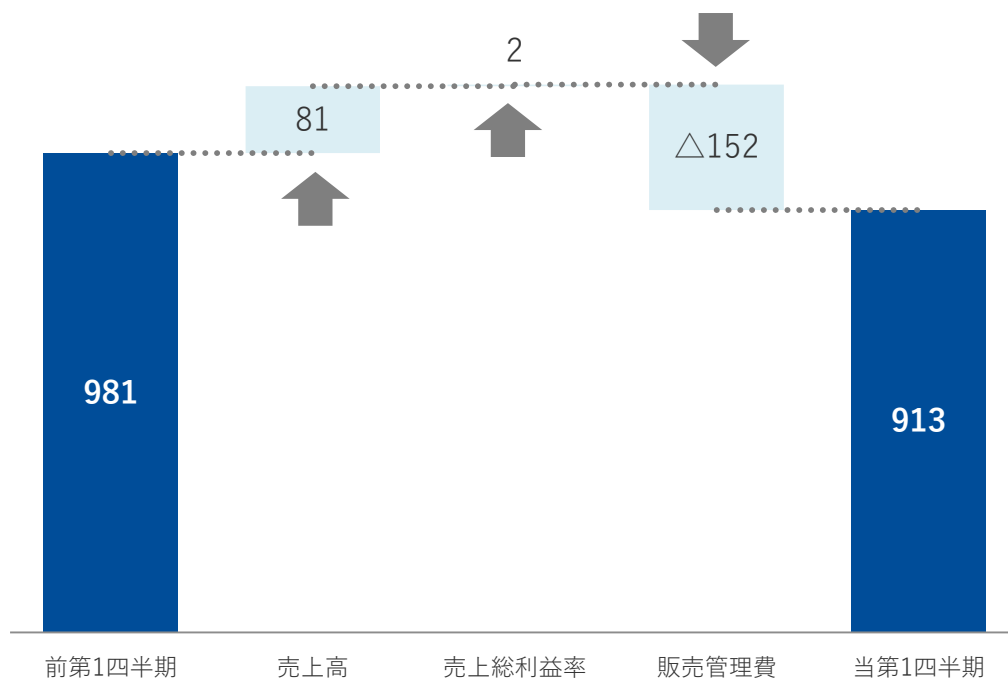 2
81
△152
981
913
前第1四半期
売上高
売上総利益率
販売管理費
当第1四半期